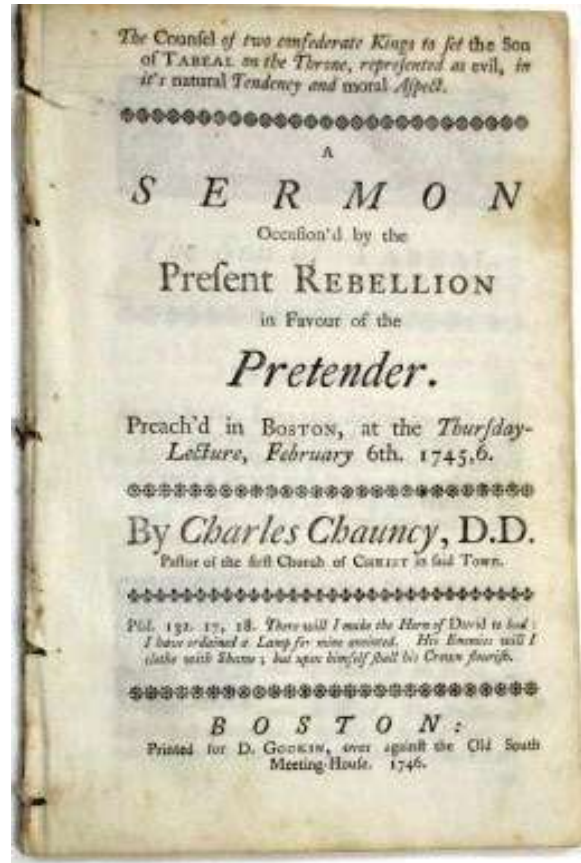 The Counſel of two confederate Kings to ſet the Son
of TABEAL on the Throne, repreſented as evil, in
it's natural Tendency and moral Aſpect.
A
SERMON
Occaſion'd by the
Preſent REBELLION
in Favour of the
Pretender.
Preach'd in BOSTON, at the Thurſday-
Lecture, February 6th. 1745,6.
By Charles Chauncy, D.D.
Paſtor of the firſt Church of CHRIST in ſaid Town.
Pſal. 132. 17, 18. There will I make the Horn of David to bud:
I have ordained a Lamp for mine anointed. His Enemies will I
clothe with Shame; but upon himſelf ſhall his Crown flouriſh.
BOSTON:
Printed for D. GOOKIN, over againſt the Old South
Meeting-Houſe. 1746.